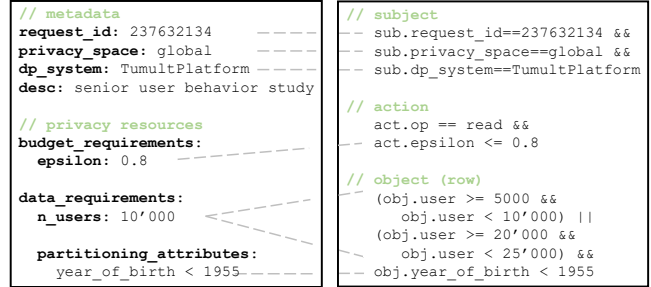 // metadata
request_id: 237632134
privacy_space: global
dp_system: TumultPlatform
desc: senior user behavior study
// privacy resources
budget_requirements:
epsilon: 0.8
data_requirements:
n_users: 10’000
partitioning_attributes:
year_of_birth < 1955
// subject
sub.request_id==237632134 &&
sub.privacy_space==global &&
sub.dp_system==TumultPlatform
// action
act.op == read &&
act.epsilon <= 0.8
// object (row)
(obj.user >= 5000 &&
obj.user < 10’000) ||
(obj.user >= 20’000 &&
obj.user < 25’000) &&
obj.year_of_birth < 1955